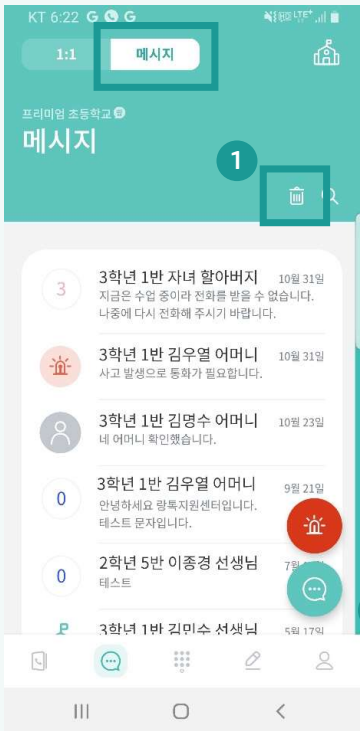 KT 6:22 G G
LTE+
1:1
메시지
프리미엄 초등학교
메시지
1
3
3학년 1반 자녀 할아버지 10월 31일
지금은 수업 중이라 전화를 받을 수 없습니다.
나중에 다시 전화해 주시기 바랍니다.
3학년 1반 김우열 어머니 10월 31일
사고 발생으로 통화가 필요합니다.
3학년 1반 김명수 어머니 10월 23일
네 어머니 확인했습니다.
0
3학년 1반 김우열 어머니 9월 21일
안녕하세요 랑톡지원센터입니다.
테스트 문자입니다.
0
2학년 5반 이종경 선생님 7월
테스트
3학년 1반 김민수 선생님 5월 17일